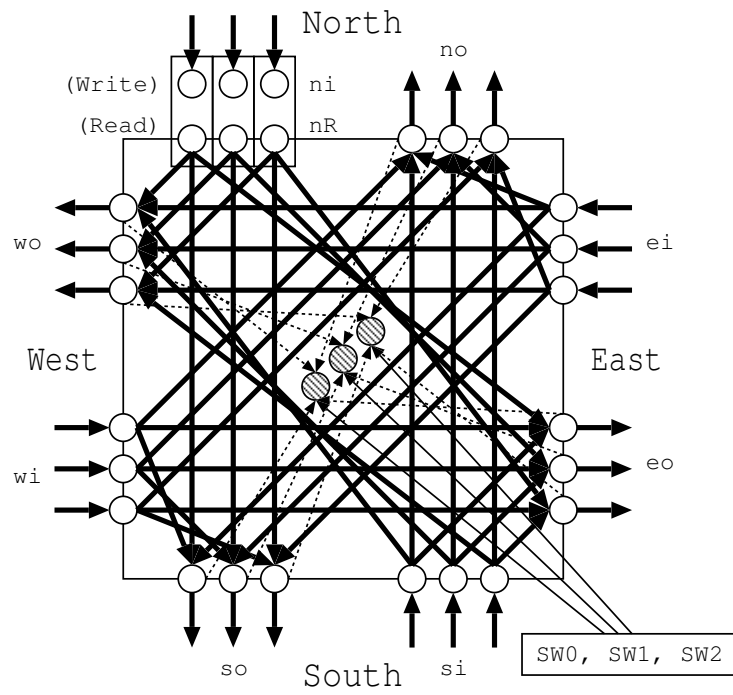 North
no
(Write) ni
(Read) nR
wo
ei
West
East
wi
eo
so
South
si
SW0, SW1, SW2